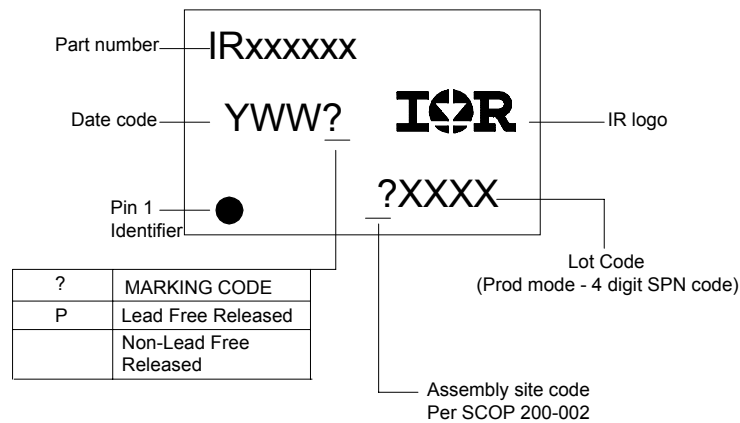 Part number
IRxxxxxx
Date code
YWW?
IOR
IR logo
?XXXX
Pin 1
Identifier
Lot Code
(Prod mode - 4 digit SPN code)
? MARKING CODE
P Lead Free Released
Non-Lead Free
Released
Assembly site code
Per SCOP 200-002